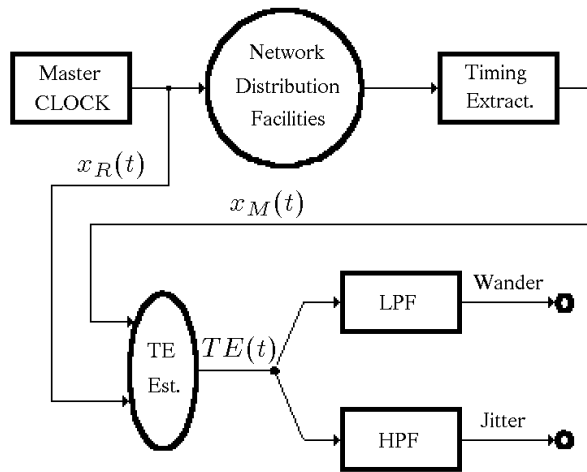 Master
CLOCK
Network
Distribution
Facilities
Timing
Extract.
x_R(t)
x_M(t)
TE
Est.
TE(t)
LPF
Wander
HPF
Jitter